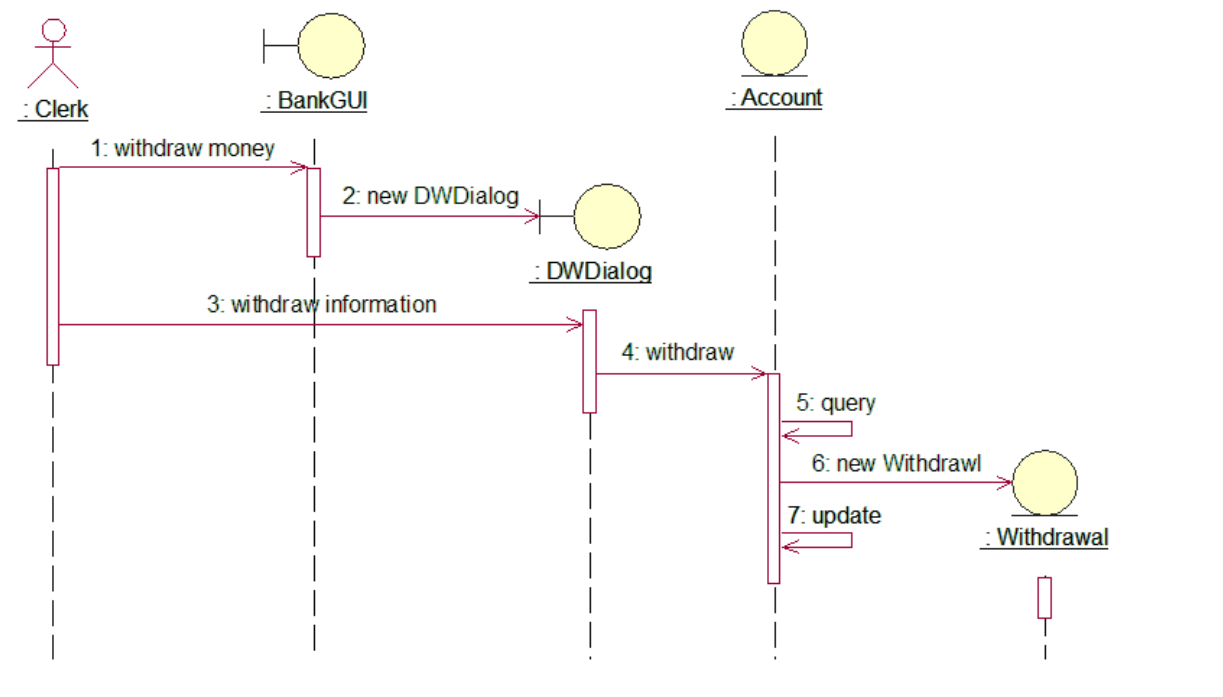 : Clerk
: BankGUI
: Account
1: withdraw money
2: new DWDialog
: DWDialog
3: withdraw information
4: withdraw
5: query
6: new Withdrawl
7: update
: Withdrawal